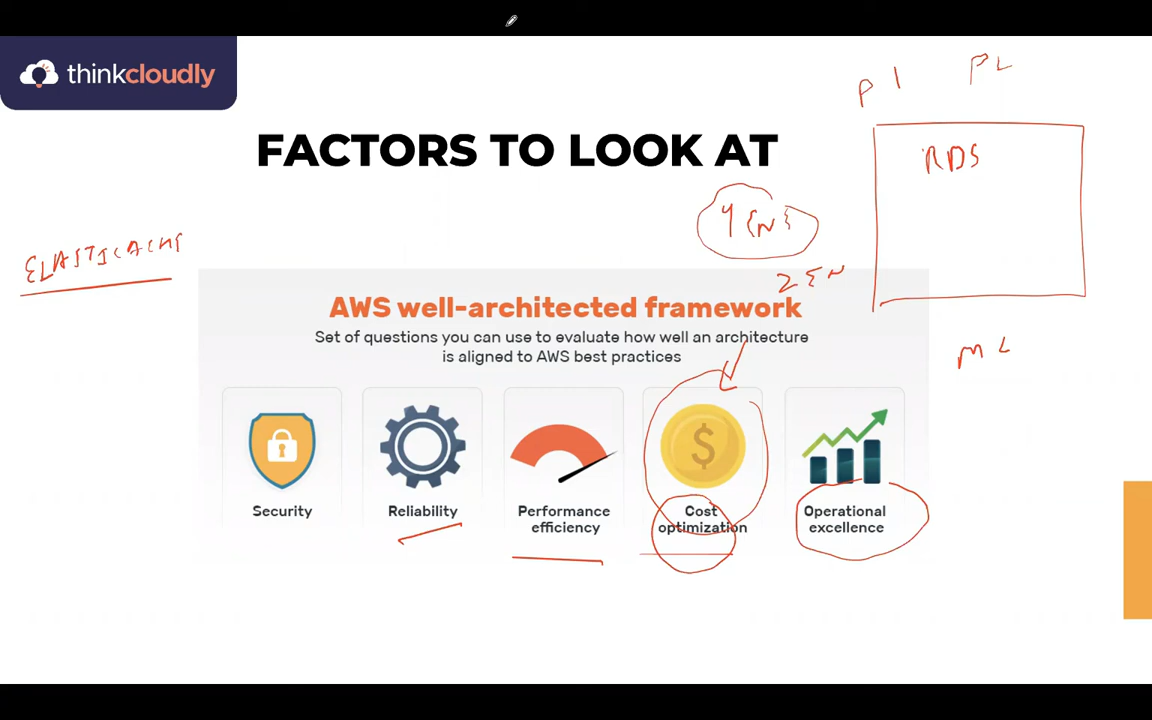 thinkcloudly
P1
P2
FACTORS TO LOOK AT
RDS
ELASTICACHE
AWS well-architected framework
Set of questions you can use to evaluate how well an architecture
is aligned to AWS best practices
Security
Reliability
Performance
efficiency
Cost
optimization
Operational
excellence